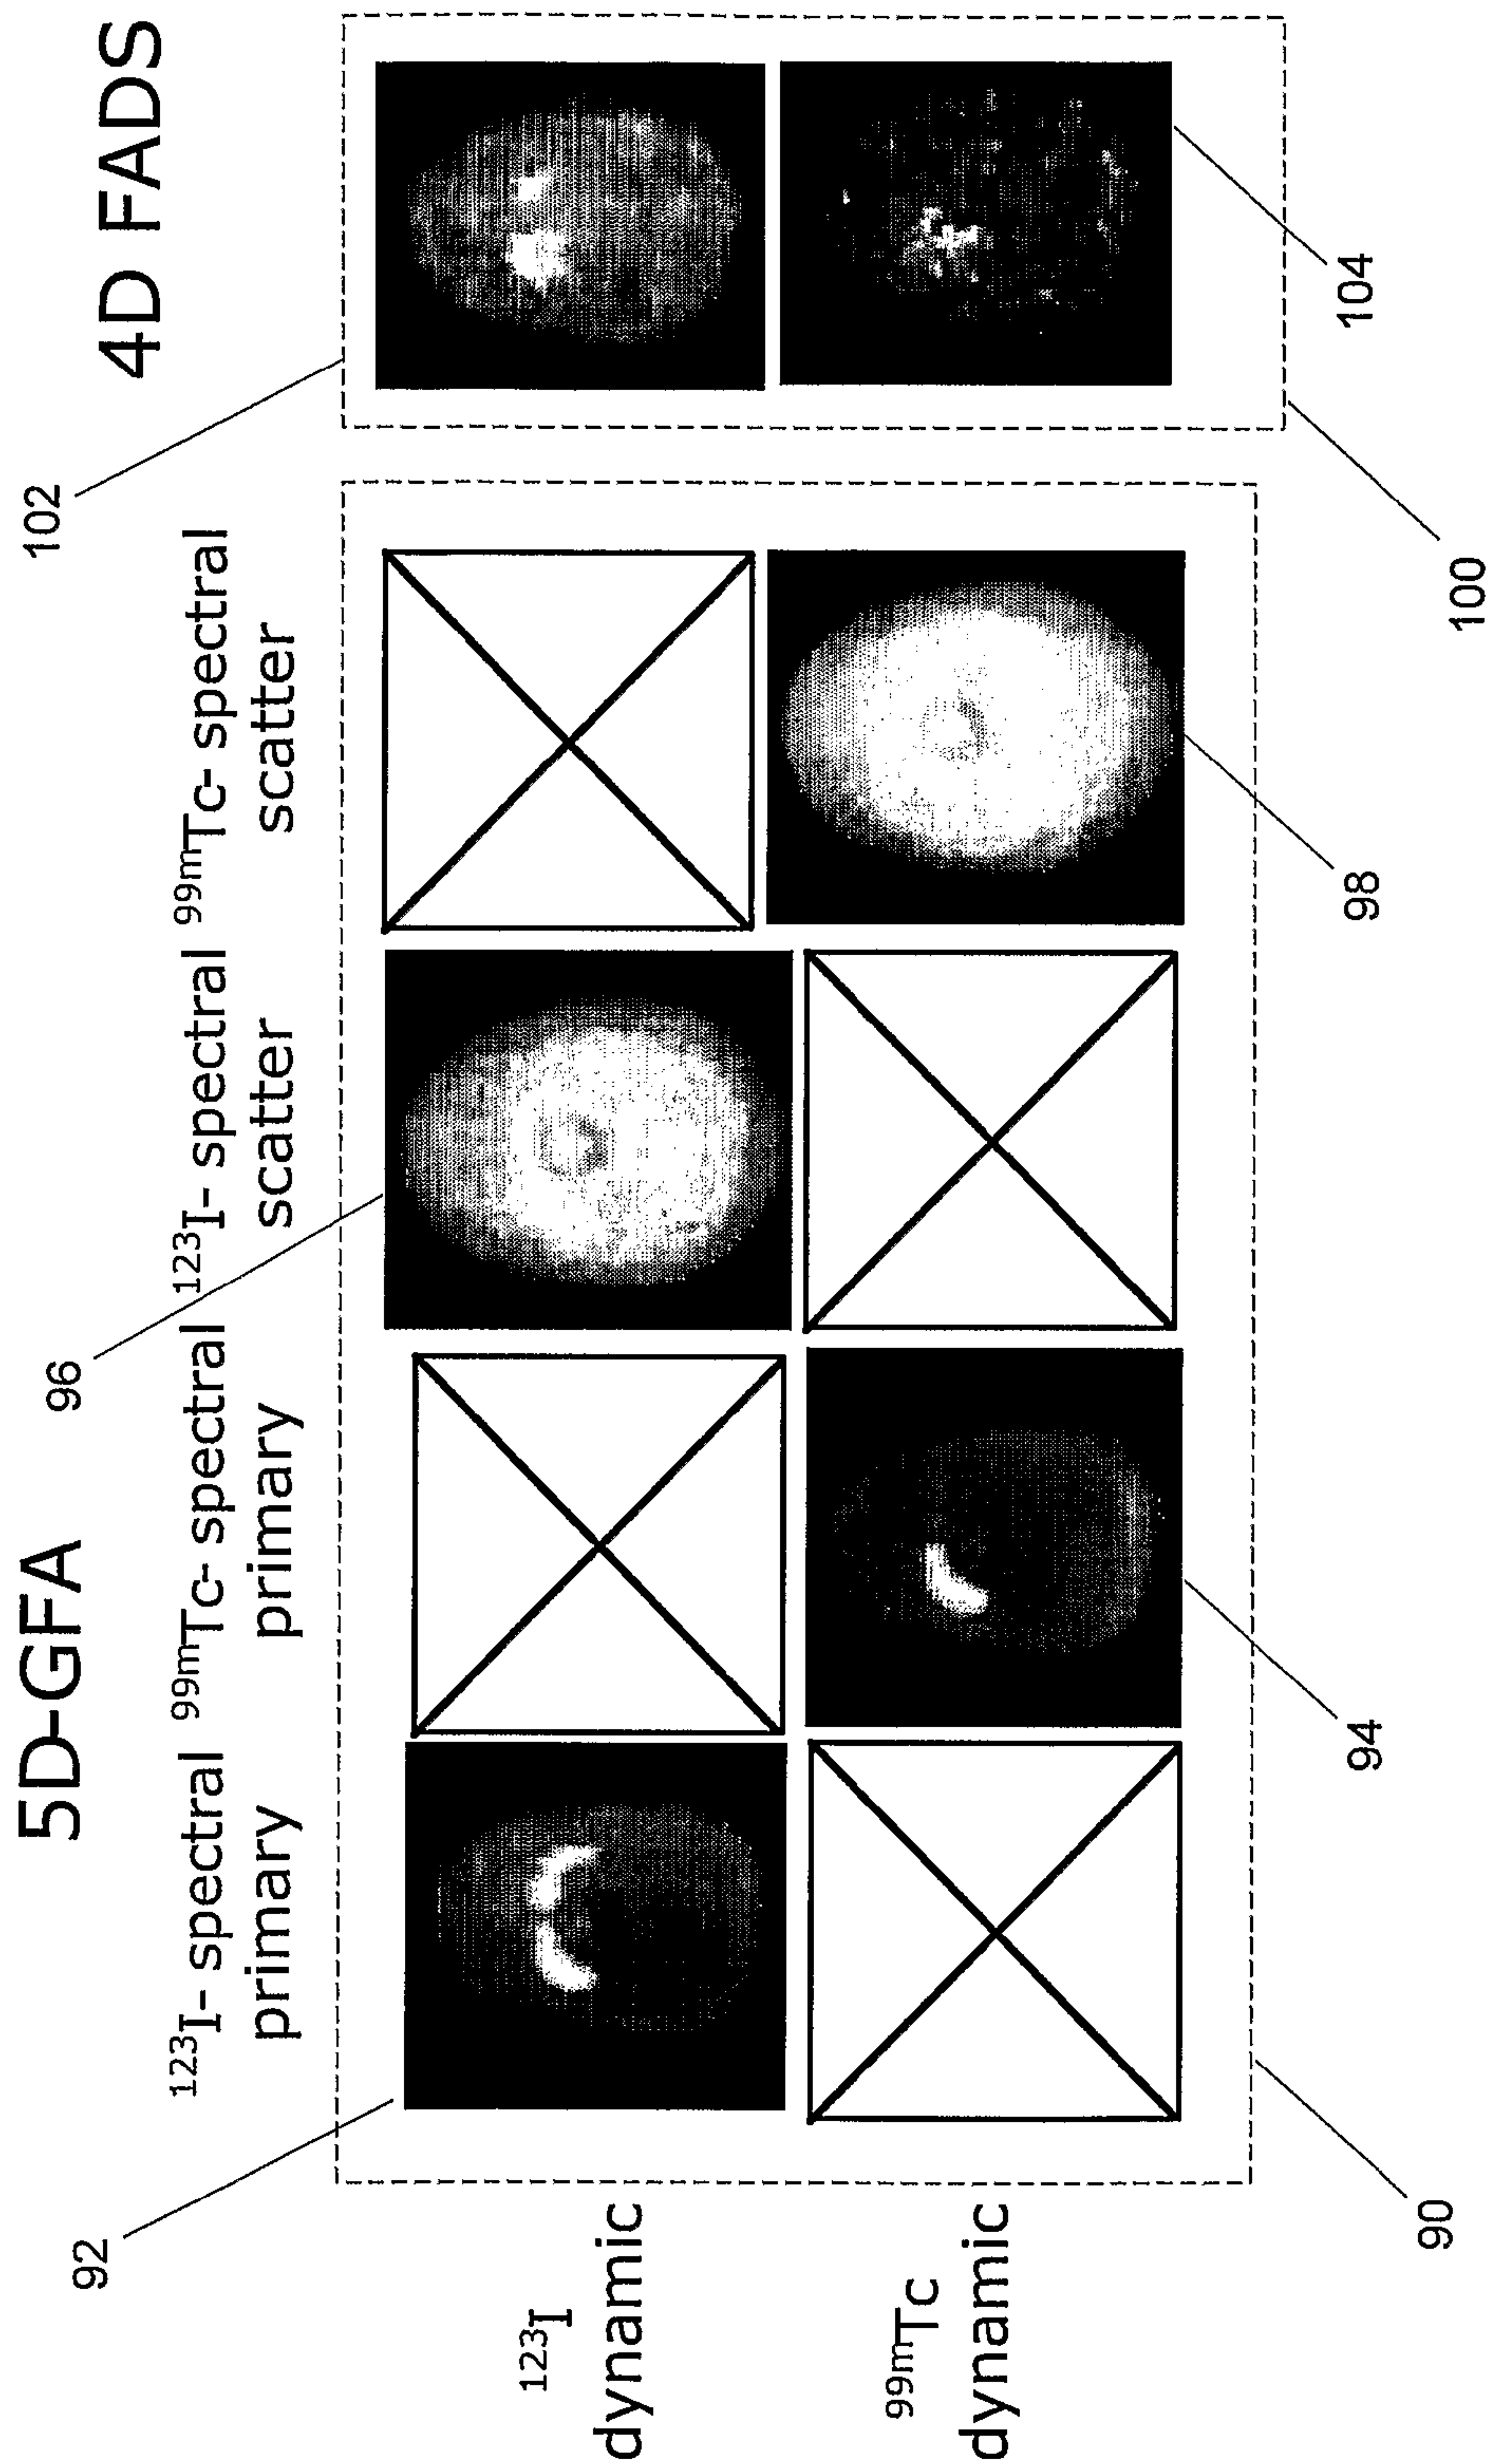 5D-GFA
4D FADS
¹²³I- spectral
primary
⁹⁹ᵐTc- spectral
primary
¹²³I- spectral
scatter
⁹⁹ᵐTc- spectral
scatter
92
96
102
¹²³I
dynamic
⁹⁹ᵐTc
dynamic
90
94
98
100
104